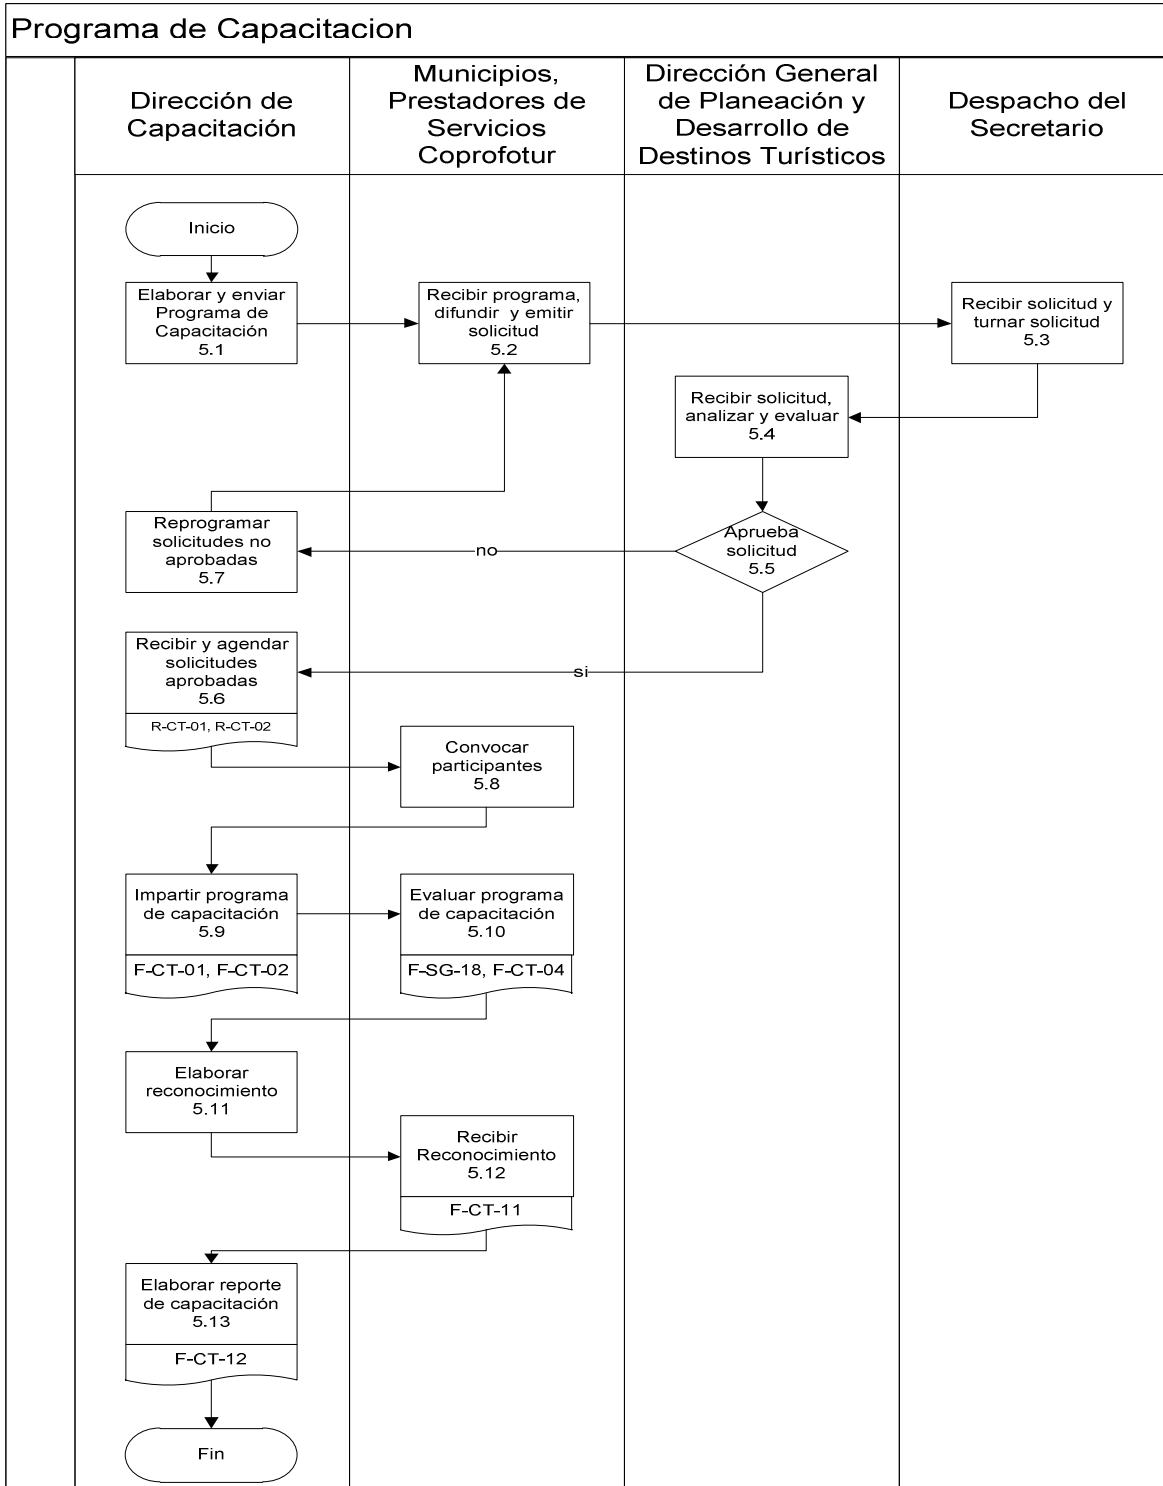 Programa de Capacitacion
Dirección de
Capacitación
Municipios,
Prestadores de
Servicios
Coprofotur
Dirección General
de Planeación y
Desarrollo de
Destinos Turísticos
Despacho del
Secretario
Inicio
Elaborar y enviar
Programa de
Capacitación
5.1
Recibir programa,
difundir y emitir
solicitud
5.2
Recibir solicitud y
turnar solicitud
5.3
Recibir solicitud,
analizar y evaluar
5.4
Aprueba
solicitud
5.5
no
Reprogramar
solicitudes no
aprobadas
5.7
si
Recibir y agendar
solicitudes
aprobadas
5.6
R-CT-01, R-CT-02
Convocar
participantes
5.8
Impartir programa
de capacitación
5.9
F-CT-01, F-CT-02
Evaluar programa
de capacitación
5.10
F-SG-18, F-CT-04
Elaborar
reconocimiento
5.11
Recibir
Reconocimiento
5.12
F-CT-11
Elaborar reporte
de capacitación
5.13
F-CT-12
Fin